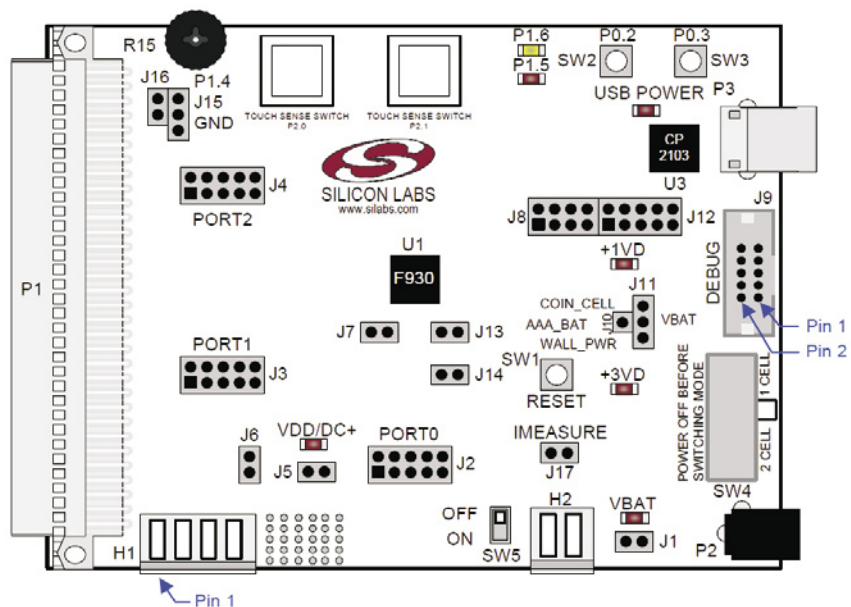 R15
P1.6
P0.2
P0.3
SW2
SW3
J16
P1.4
J15
GND
P1.5
USB POWER
P3
TOUCH SENSE SWITCH
P2.0
TOUCH SENSE SWITCH
P2.1
CP
2103
U3
J4
PORT2
SILICON LABS
www.silabs.com
J8
J12
J9
U1
F930
+1VD
DEBUG
P1
J11
COIN_CELL
AAA_BAT
J10
VBAT
WALL_PWR
Pin 1
Pin 2
J7
J13
PORT1
J3
J14
SW1
RESET
+3VD
POWER OFF BEFORE
SWITCHING MODE
1 CELL
2 CELL
SW4
J6
VDD/DC+
J5
PORT0
J2
IMEASURE
J17
H1
OFF
ON
SW5
H2
VBAT
J1
P2
Pin 1